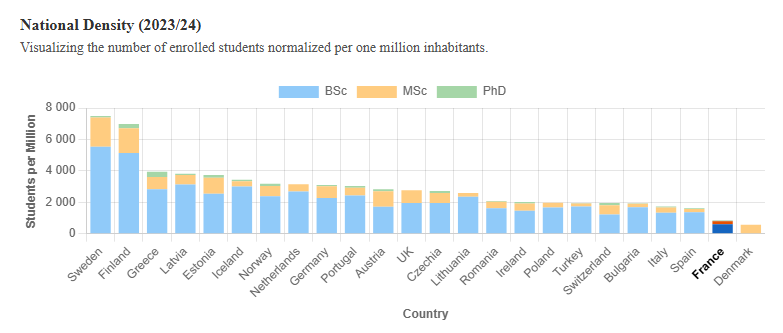 National Density (2023/24)
Visualizing the number of enrolled students normalized per one million inhabitants.
BSc MSc PhD
Students per Million
8 000
6 000
4 000
2 000
0
Sweden
Finland
Greece
Latvia
Estonia
Iceland
Norway
Netherlands
Germany
Portugal
Austria
UK
Czechia
Lithuania
Romania
Ireland
Poland
Turkey
Switzerland
Bulgaria
Italy
Spain
France
Denmark
Country